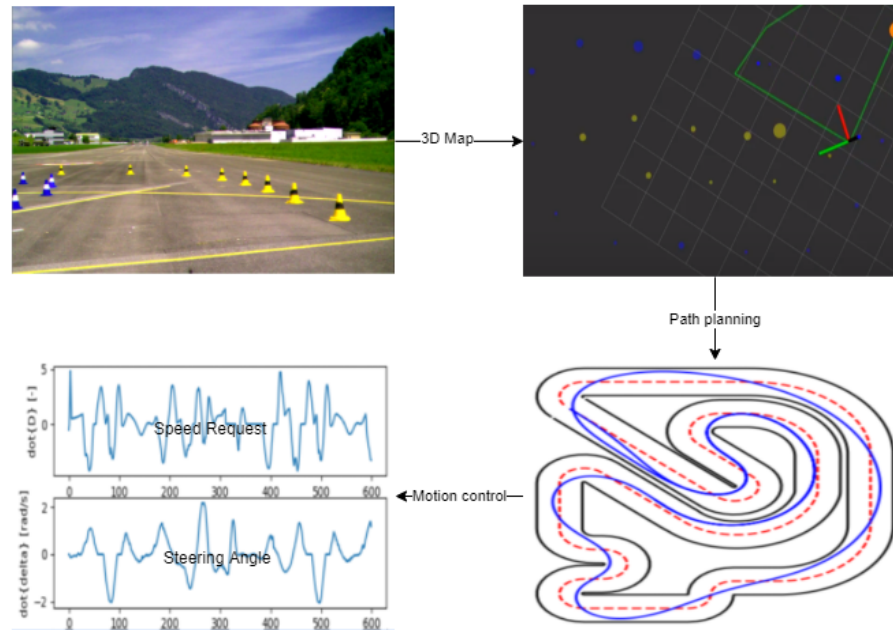 3D Map
Path planning
5
0
dot{D} [-]
Speed Request
0 100 200 300 400 500 600
Motion control
2
0
-2
dot{delta} [rad/s]
Steering Angle
0 100 200 300 400 500 600